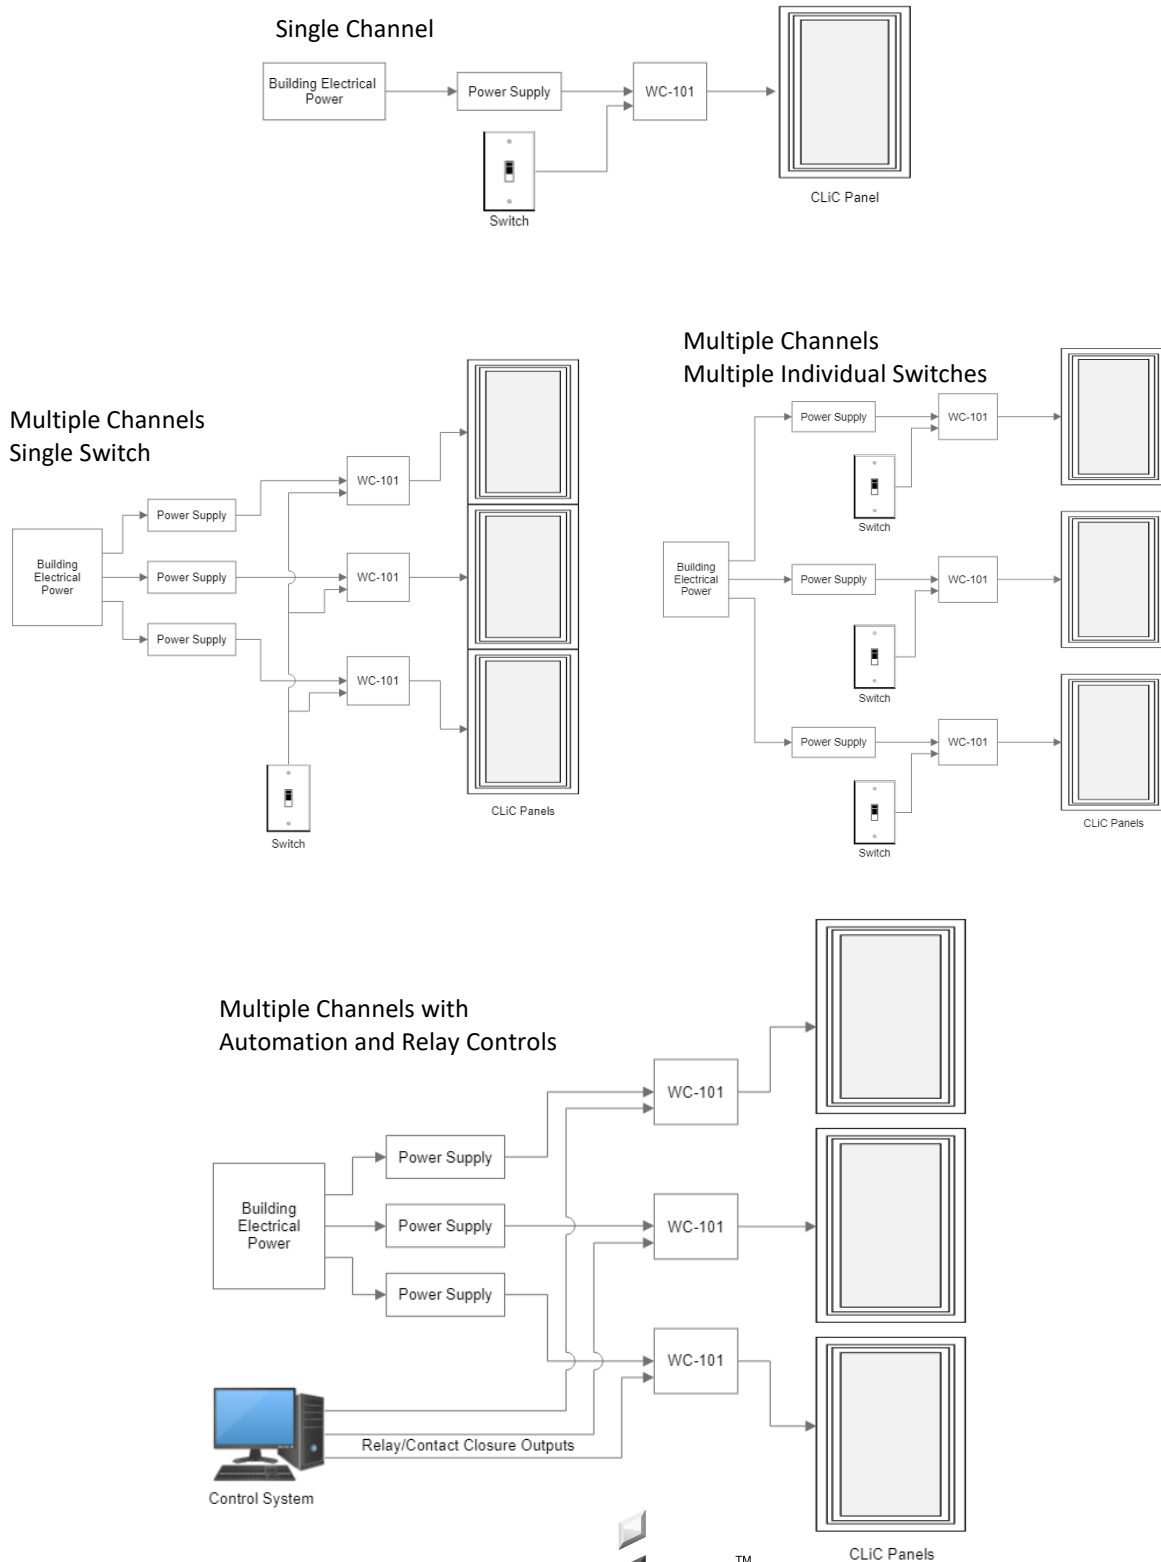 Single Channel
Building Electrical
Power
Power Supply
WC-101
Switch
CLiC Panel
Multiple Channels
Single Switch
Building
Electrical
Power
Power Supply
Power Supply
Power Supply
WC-101
WC-101
WC-101
Switch
CLiC Panels
Multiple Channels
Multiple Individual Switches
Building
Electrical
Power
Power Supply
WC-101
Switch
Power Supply
WC-101
Switch
Power Supply
WC-101
Switch
CLiC Panels
Multiple Channels with
Automation and Relay Controls
Building
Electrical
Power
Power Supply
Power Supply
Power Supply
WC-101
WC-101
WC-101
Relay/Contact Closure Outputs
Control System
CLiC Panels
TM